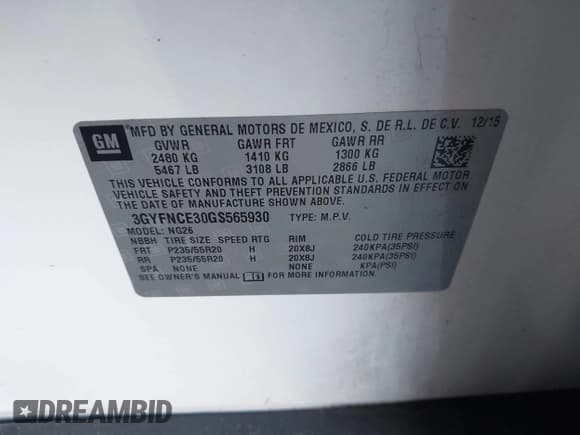 GM
MFD BY GENERAL MOTORS DE MEXICO, S. DE R.L. DE C.V. 12/15
GVWR GAWR FRT GAWR RR
2480 KG 1410 KG 1300 KG
5467 LB 3108 LB 2866 LB
THIS VEHICLE CONFORMS TO ALL APPLICABLE U.S. FEDERAL MOTOR
VEHICLE SAFETY AND THEFT PREVENTION STANDARDS IN EFFECT ON
THE DATE OF MANUFACTURE SHOWN ABOVE.
3GYFNCE30GS565930 TYPE: M.P.V.
MODEL: NG26
NBBH TIRE SIZE SPEED RTG RIM COLD TIRE PRESSURE
FRT P235/55R20 H 20X8J 240KPA(35PSI)
RR P235/55R20 H 20X8J 240KPA(35PSI)
SPA NONE NONE KPA(PSI)
SEE OWNER'S MANUAL FOR MORE INFORMATION.
DREAMBID